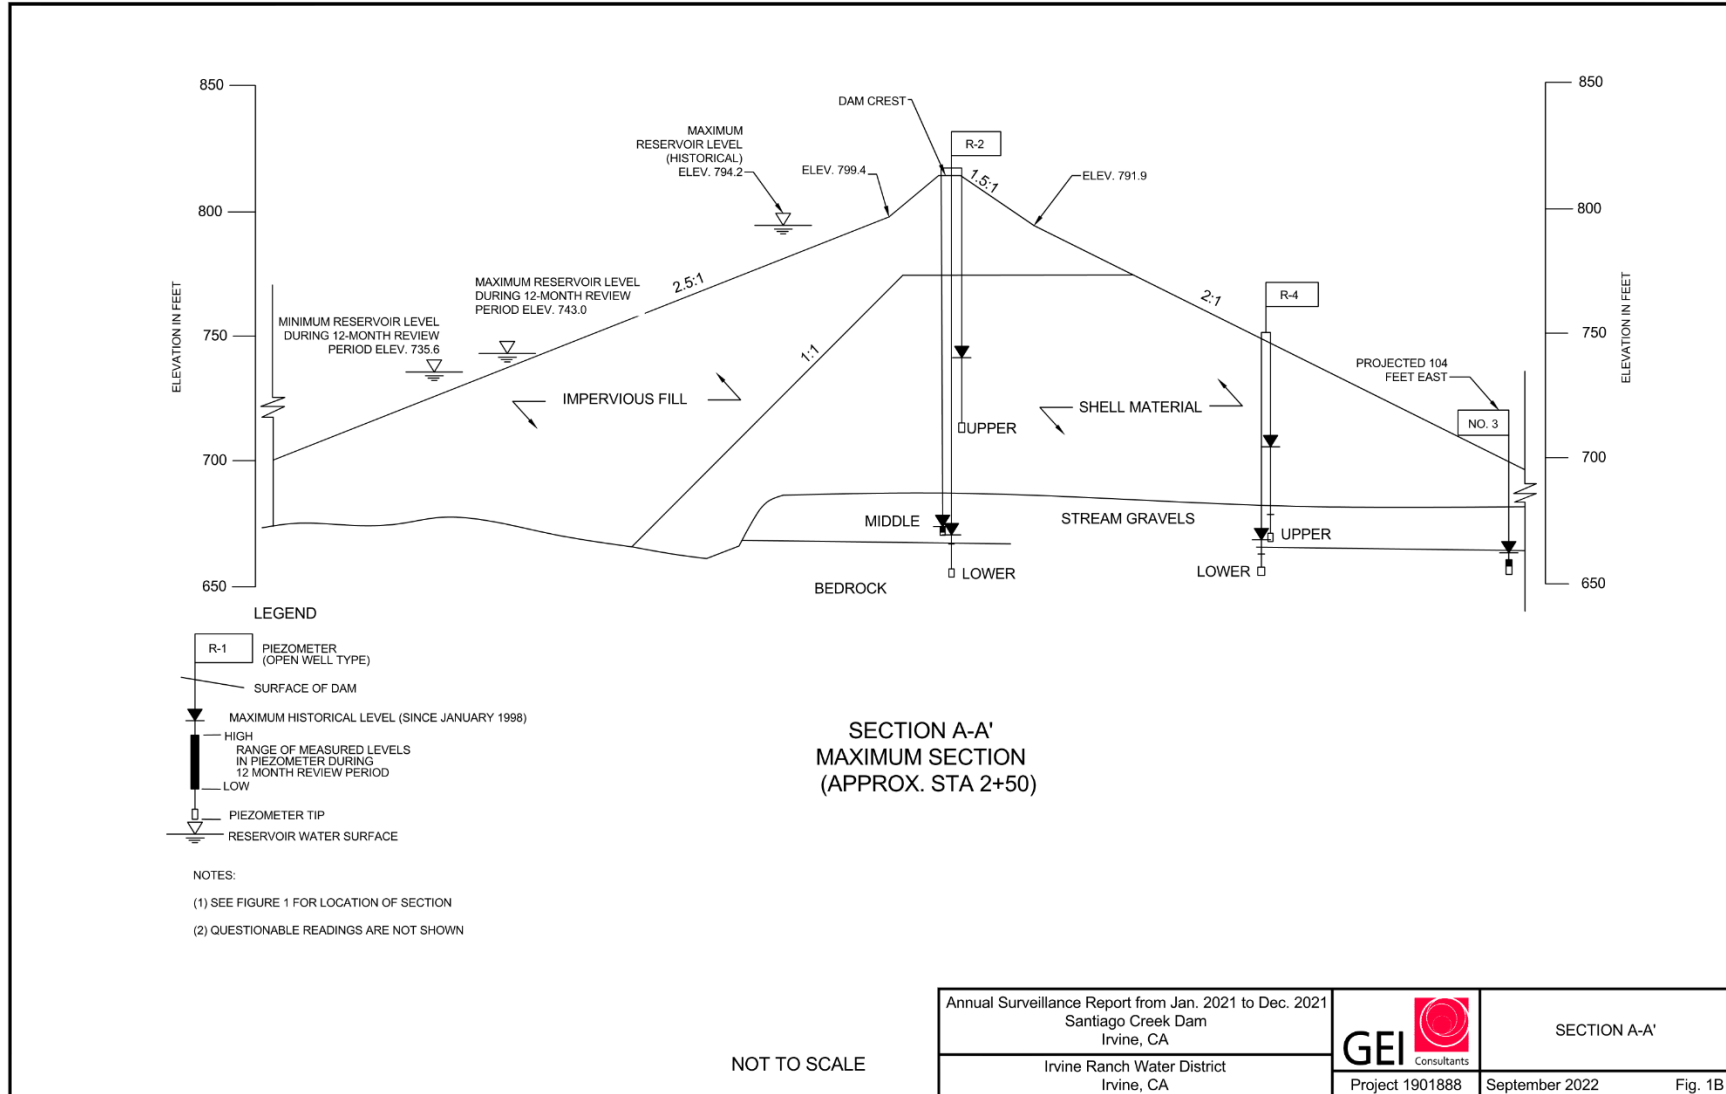 850
800
750
700
650
ELEVATION IN FEET
MAXIMUM
RESERVOIR LEVEL
(HISTORICAL)
ELEV. 794.2
DAM CREST
R-2
ELEV. 799.4
1.5:1
ELEV. 791.9
850
800
750
700
650
ELEVATION IN FEET
MAXIMUM RESERVOIR LEVEL
DURING 12-MONTH REVIEW
PERIOD ELEV. 743.0
2.5:1
MINIMUM RESERVOIR LEVEL
DURING 12-MONTH REVIEW
PERIOD ELEV. 735.6
1:1
2:1
R-4
PROJECTED 104
FEET EAST
NO. 3
IMPERVIOUS FILL
SHELL MATERIAL
UPPER
MIDDLE
STREAM GRAVELS
UPPER
LOWER
LOWER
BEDROCK
LEGEND
R-1
PIEZOMETER
(OPEN WELL TYPE)
SURFACE OF DAM
MAXIMUM HISTORICAL LEVEL (SINCE JANUARY 1998)
HIGH
RANGE OF MEASURED LEVELS
IN PIEZOMETER DURING
12 MONTH REVIEW PERIOD
LOW
PIEZOMETER TIP
RESERVOIR WATER SURFACE
NOTES:
(1) SEE FIGURE 1 FOR LOCATION OF SECTION
(2) QUESTIONABLE READINGS ARE NOT SHOWN
SECTION A-A'
MAXIMUM SECTION
(APPROX. STA 2+50)
NOT TO SCALE
Annual Surveillance Report from Jan. 2021 to Dec. 2021
Santiago Creek Dam
Irvine, CA
Irvine Ranch Water District
Irvine, CA
GEI
Consultants
Project 1901888
SECTION A-A'
September 2022
Fig. 1B